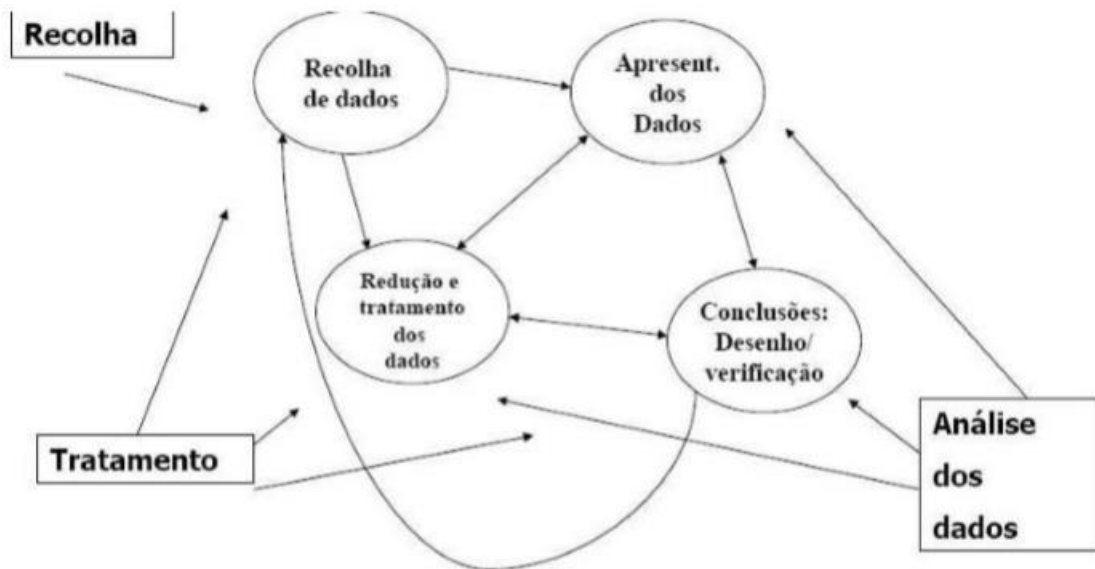 Recolha
Recolha
de dados
Apresent.
dos
Dados
Redução e
tratamento
dos
dados
Conclusões:
Desenho/
verificação
Tratamento
Análise
dos
dados